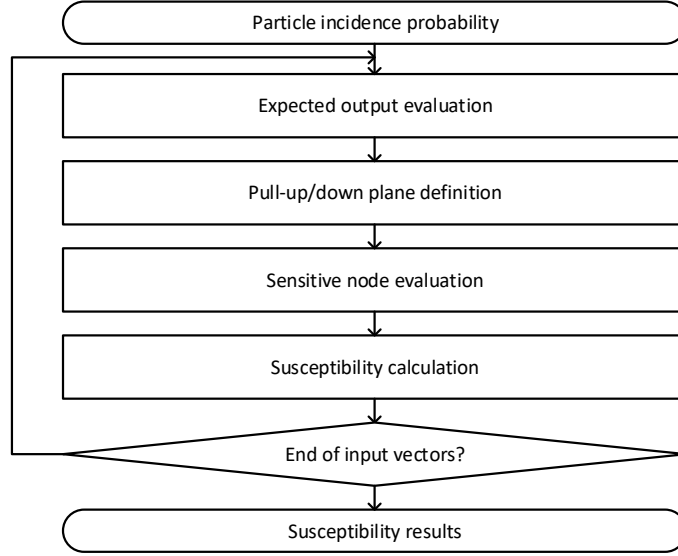 Particle incidence probability
Expected output evaluation
Pull-up/down plane definition
Sensitive node evaluation
Susceptibility calculation
End of input vectors?
Susceptibility results